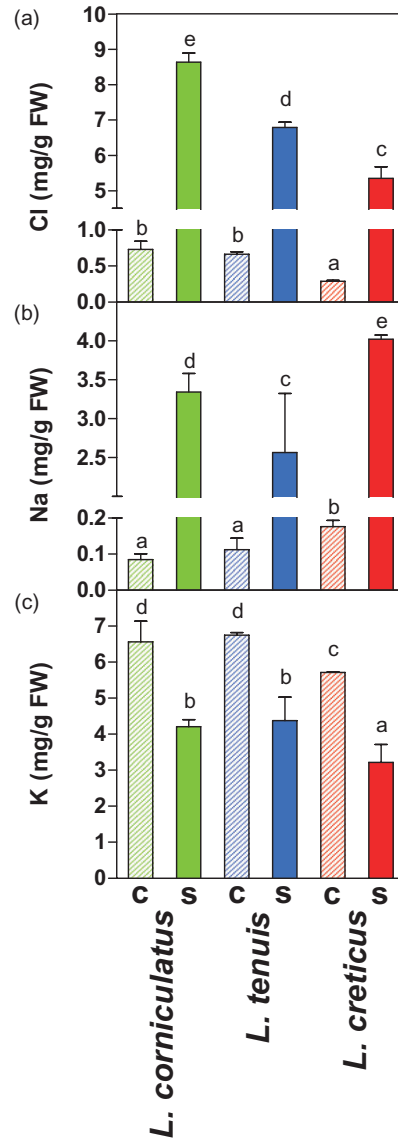 (a)
Cl (mg/g FW)
10
9
8
7
6
5
1.0
0.5
0.0
b
e
b
d
a
c
(b)
Na (mg/g FW)
4.0
3.5
2.5
0.2
0.1
0.0
a
d
a
c
b
e
(c)
K (mg/g FW)
7
6
5
4
3
2
1
0
d
b
d
b
c
a
C S C S C S
L. corniculatus
L. tenuis
L. creticus